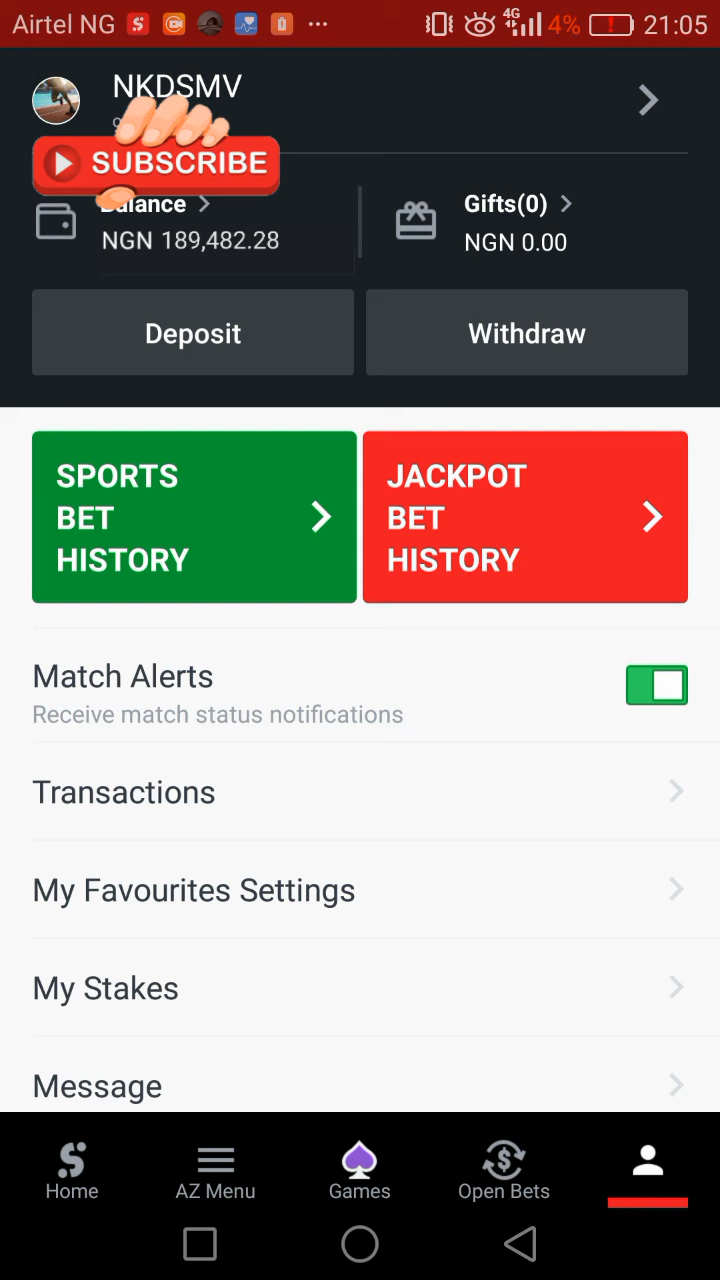 Airtel NG 4G 4% 21:05
NKDSMV
SUBSCRIBE
Balance
NGN 189,482.28
Gifts(0)
NGN 0.00
Deposit
Withdraw
SPORTS
BET
HISTORY
JACKPOT
BET
HISTORY
Match Alerts
Receive match status notifications
Transactions
My Favourites Settings
My Stakes
Message
Home
AZ Menu
Games
Open Bets